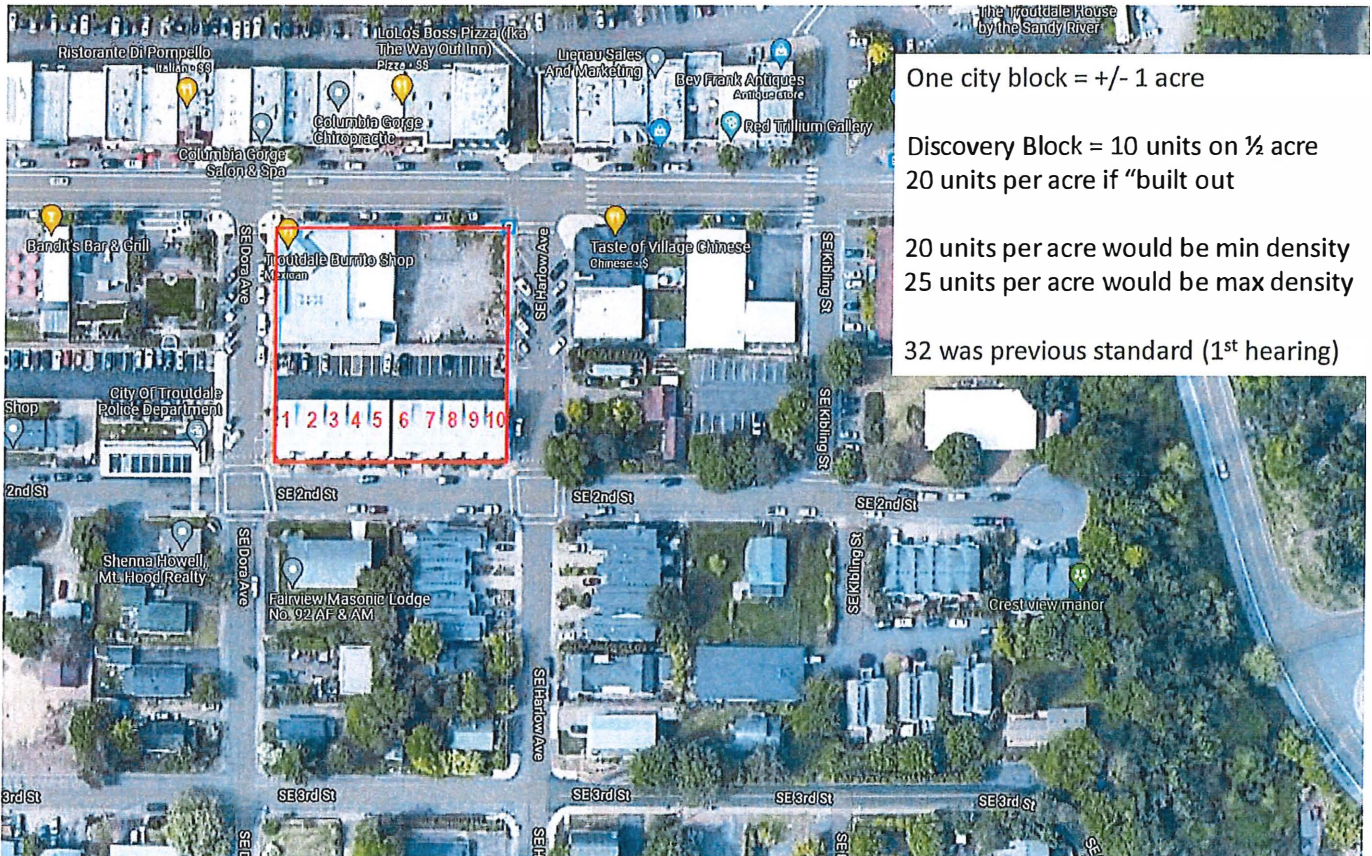 The Troutdale House
by the Sandy River
LoLo's Boss Pizza (fka
The Way Out Inn)
Pizza · $$
Ristorante Di Pompello
Italian · $$
Lienau Sales
And Marketing
Bev Frank Antiques
Antique store
Columbia Gorge
Chiropractic
Red Trillium Gallery
Columbia Gorge
Salon & Spa
One city block = +/- 1 acre
Discovery Block = 10 units on ½ acre
20 units per acre if “built out
20 units per acre would be min density
25 units per acre would be max density
32 was previous standard (1st hearing)
Bandit's Bar & Grill
SE Dora Ave
Troutdale Burrito Shop
Mexican
SE Harlow Ave
Taste of Village Chinese
Chinese · $
SE Kibling St
City Of Troutdale
Police Department
Shop
1 2 3 4 5 6 7 8 9 10
SE Kibling St
2nd St
SE 2nd St
SE 2nd St
SE 2nd St
Shenna Howell,
Mt. Hood Realty
SE Dora Ave
Fairview Masonic Lodge
No. 92 AF & AM
SE Kibling St
Crest view manor
SE Harlow Ave
3rd St
SE 3rd St
SE 3rd St
SE 3rd St
SE 3rd St